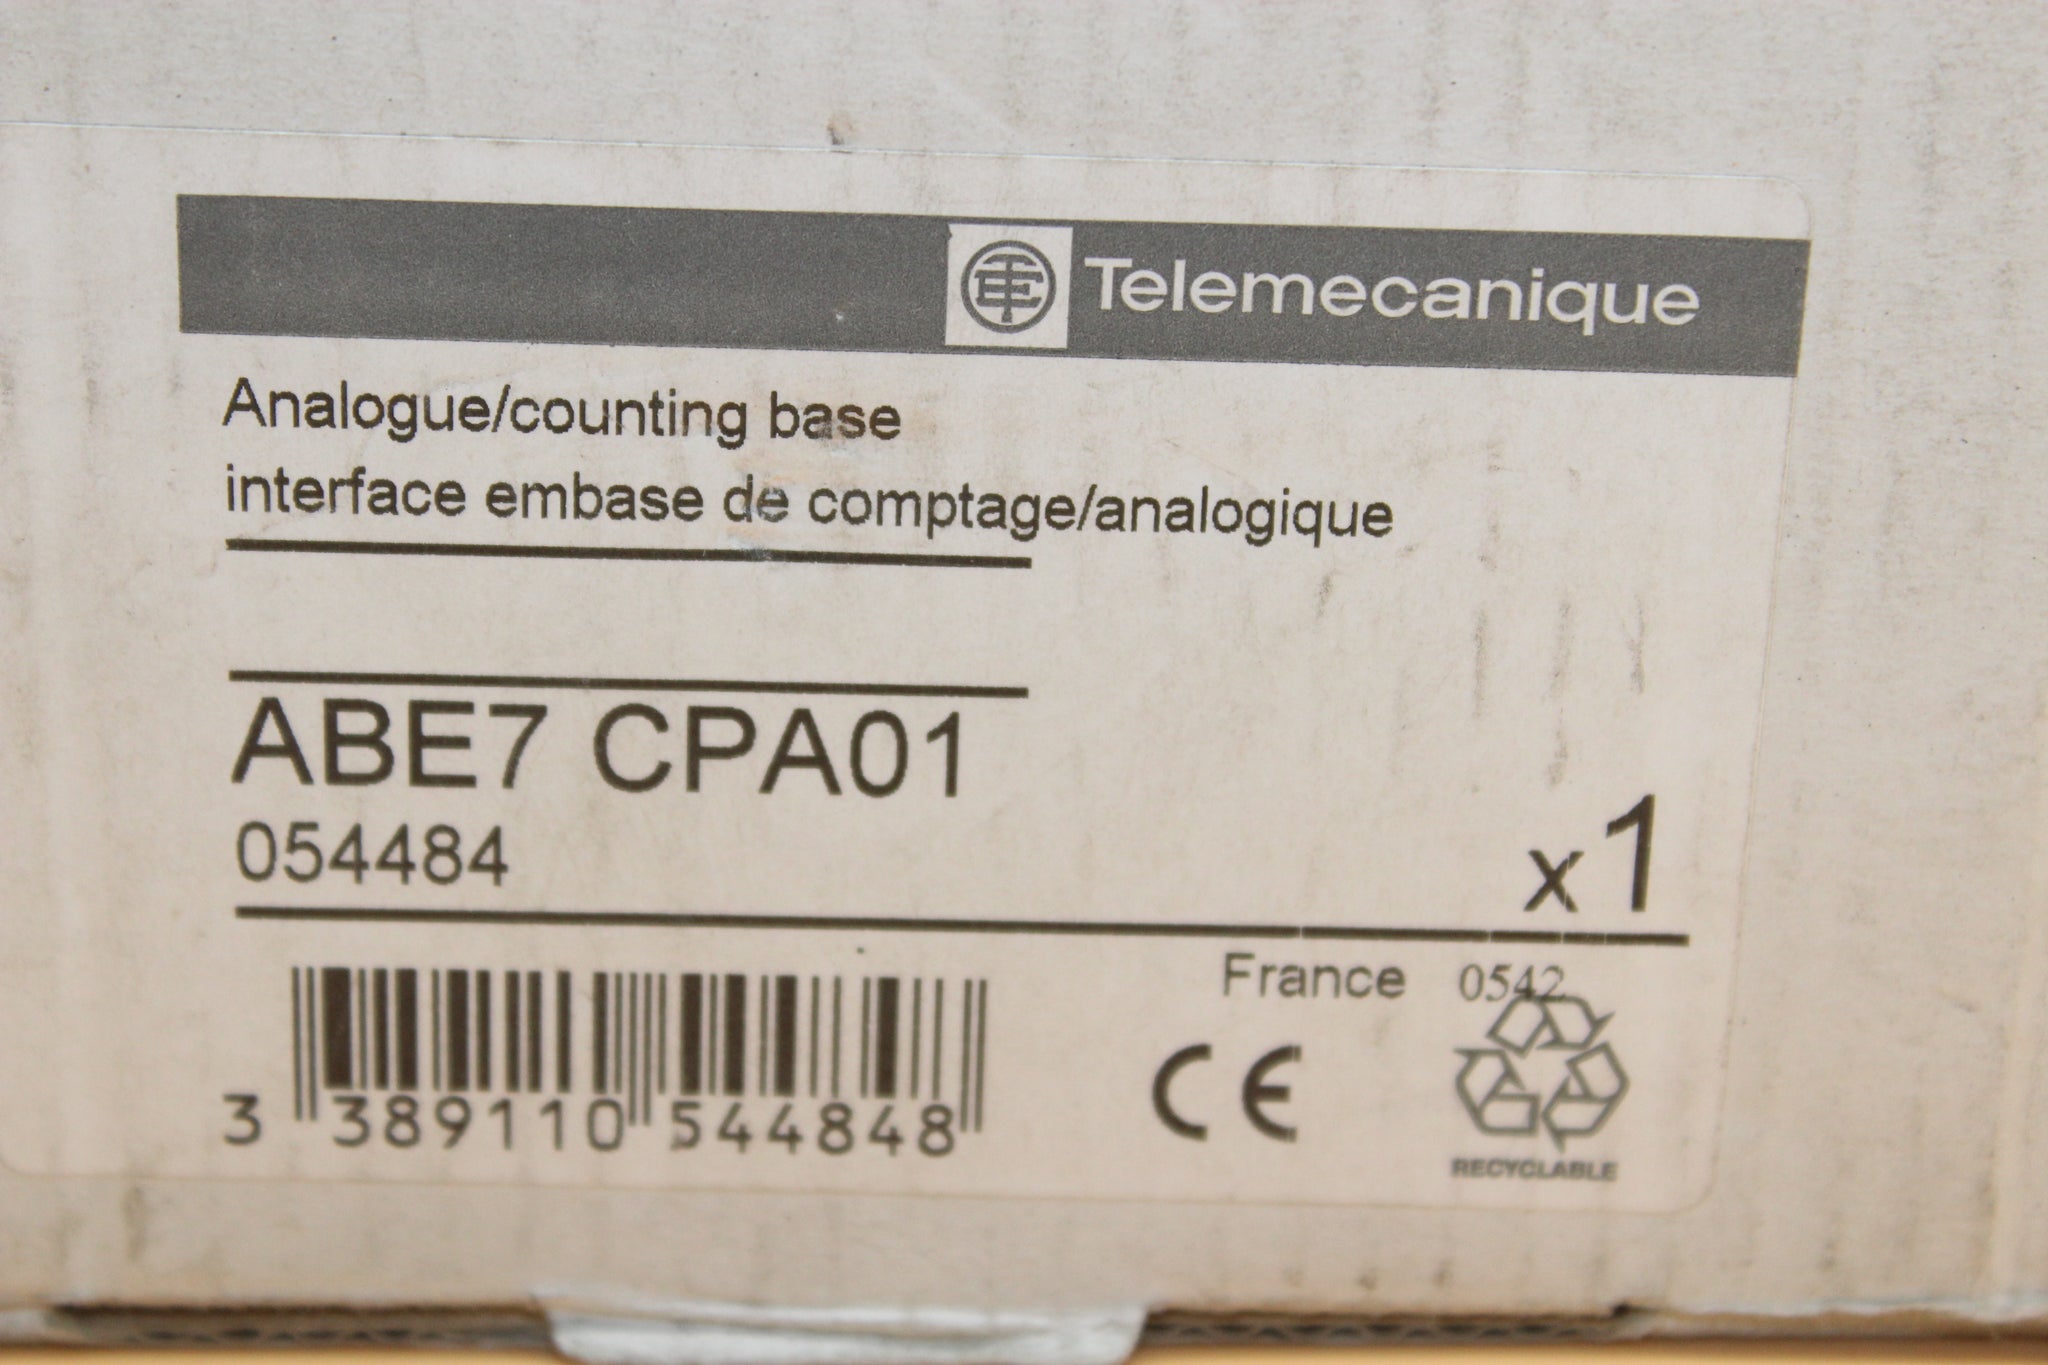 Telemecanique
Analogue/counting base
interface embase de comptage/analogique
ABE7 CPA01
054484
x1
France 0542
3 389110 544848
CE
RECYCLABLE